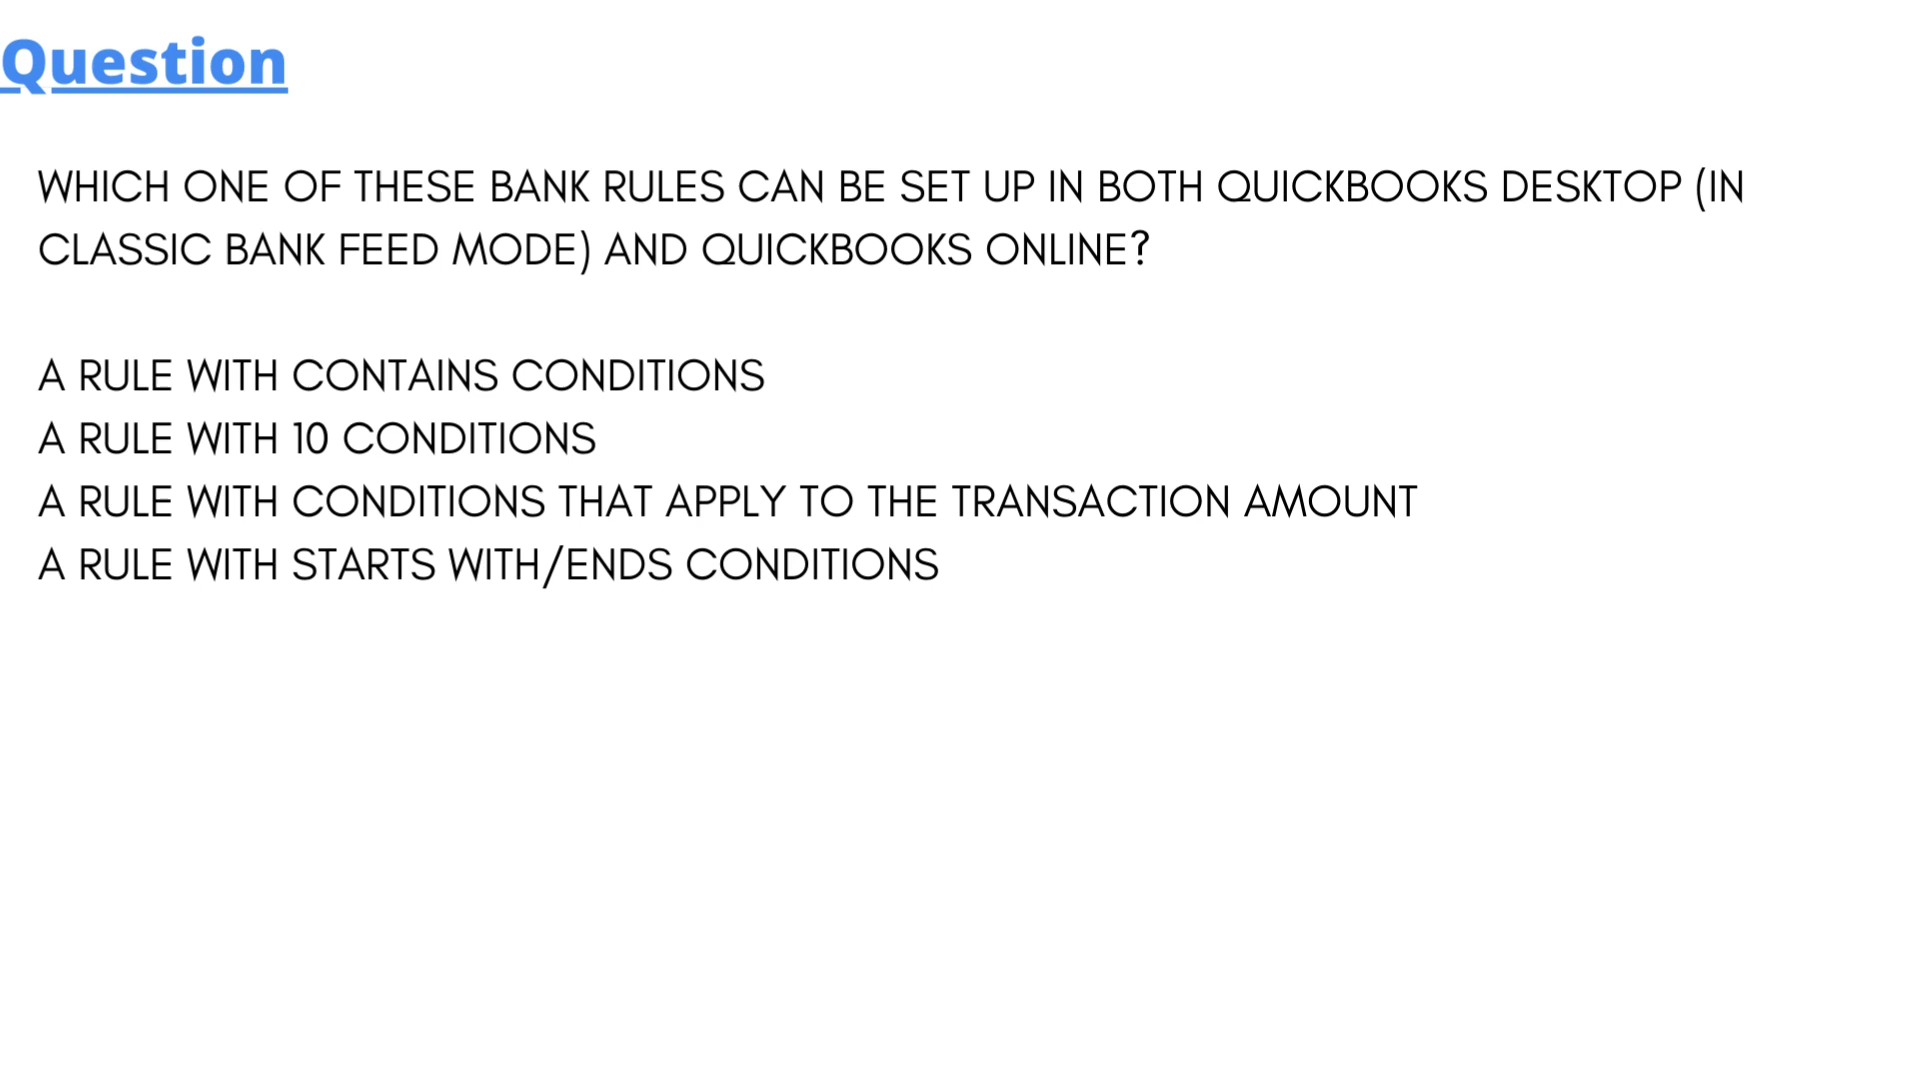 Question
WHICH ONE OF THESE BANK RULES CAN BE SET UP IN BOTH QUICKBOOKS DESKTOP (IN
CLASSIC BANK FEED MODE) AND QUICKBOOKS ONLINE?
A RULE WITH CONTAINS CONDITIONS
A RULE WITH 10 CONDITIONS
A RULE WITH CONDITIONS THAT APPLY TO THE TRANSACTION AMOUNT
A RULE WITH STARTS WITH/ENDS CONDITIONS